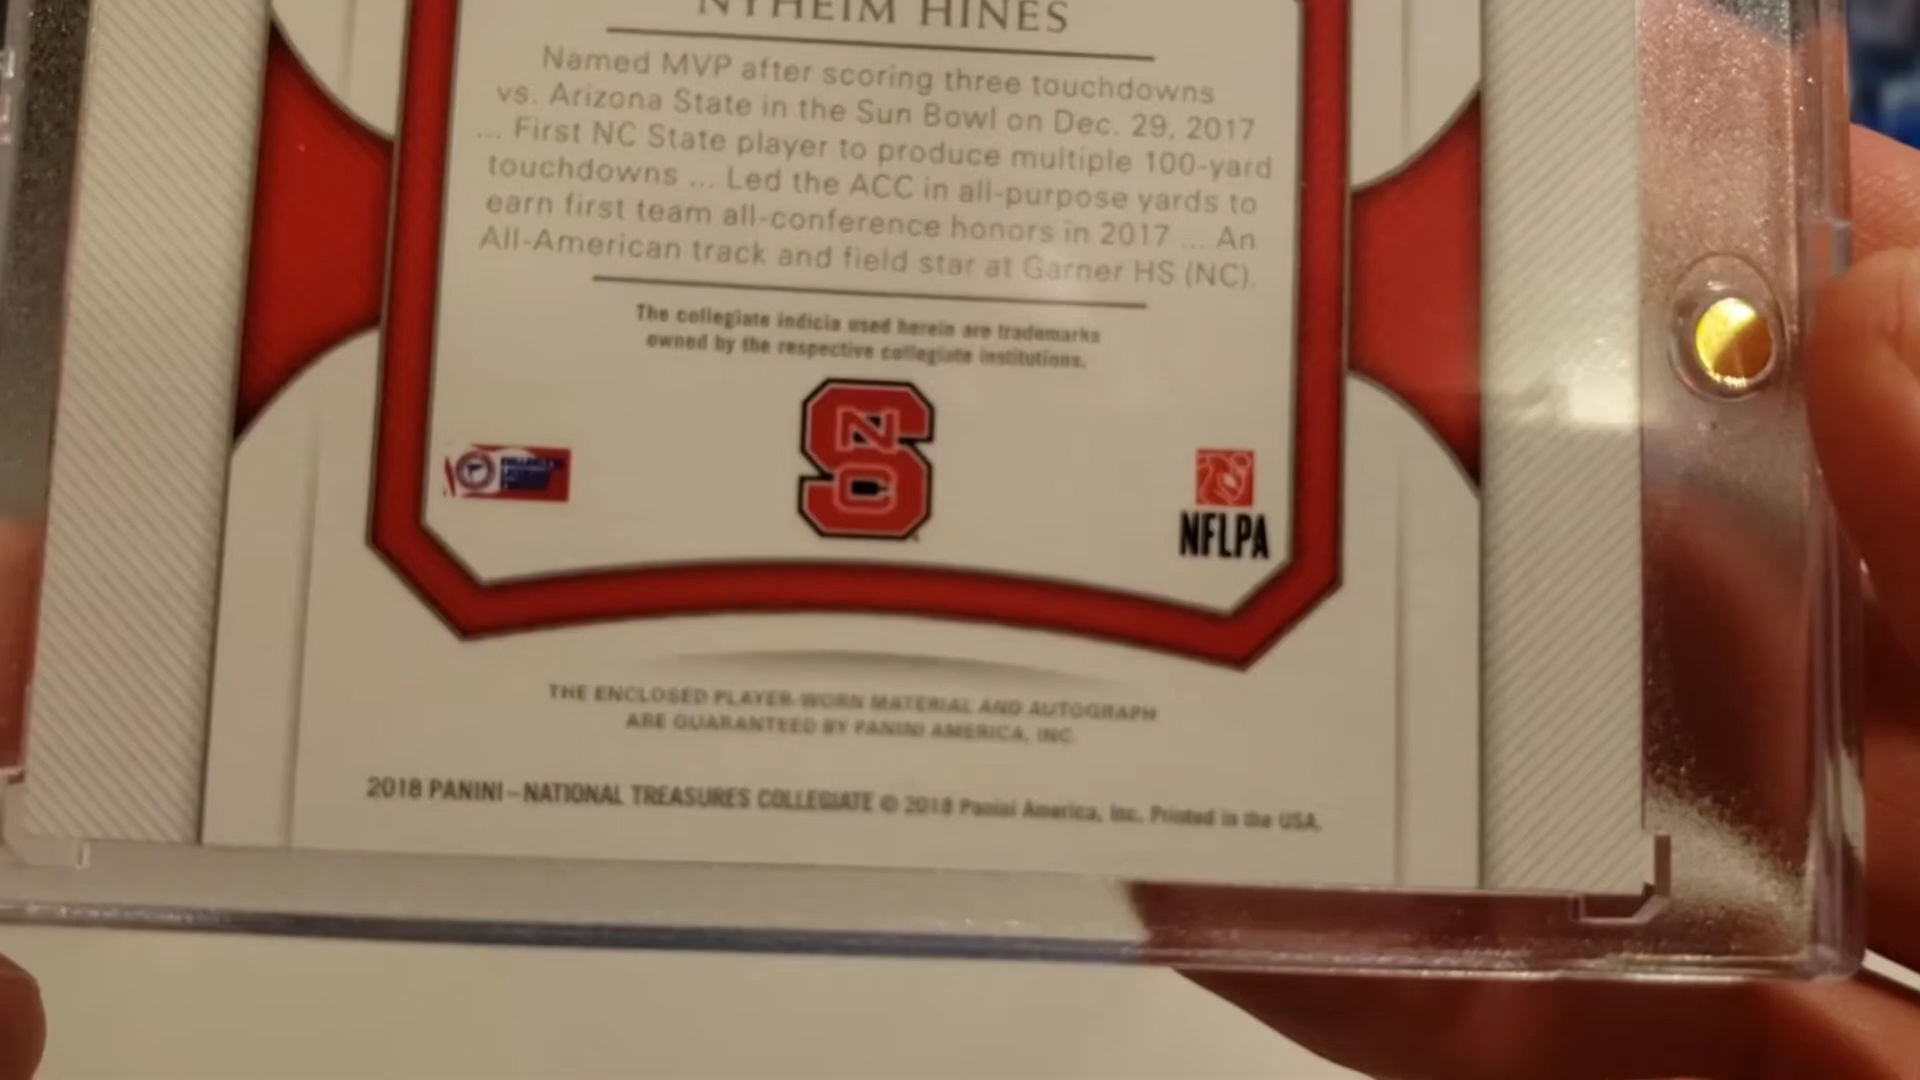 NYHEIM HINES
Named MVP after scoring three touchdowns
vs. Arizona State in the Sun Bowl on Dec. 29, 2017
... First NC State player to produce multiple 100-yard
touchdowns ... Led the ACC in all-purpose yards to
earn first team all-conference honors in 2017 ... An
All-American track and field star at Garner HS (NC).
The collegiate indicia used herein are trademarks
owned by the respective collegiate institutions.
NCS
NFLPA
THE ENCLOSED PLAYER-WORN MATERIAL AND AUTOGRAPH
ARE GUARANTEED BY PANINI AMERICA, INC.
2018 PANINI – NATIONAL TREASURES COLLEGIATE © 2018 Panini America, Inc. Printed in the USA.